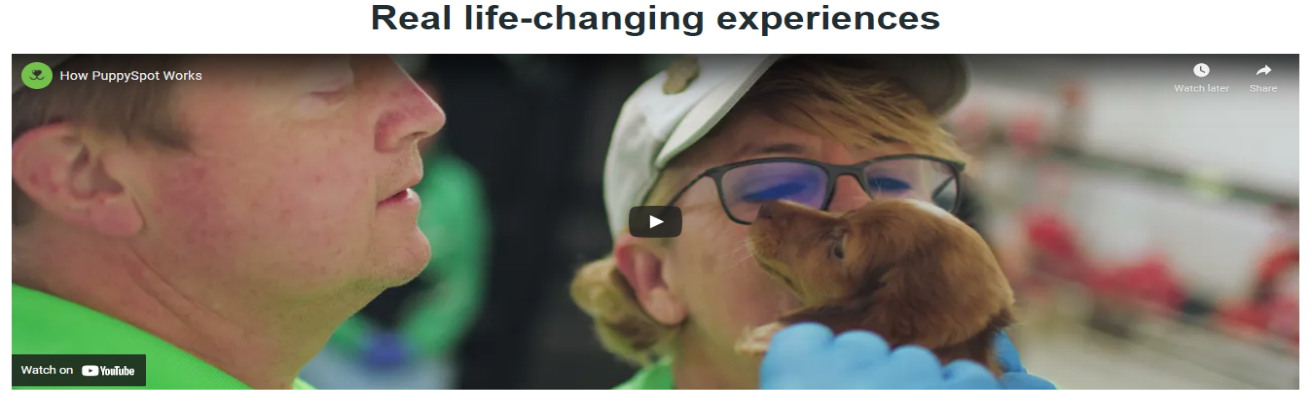 Real life-changing experiences
How PuppySpot Works
Watch later
Share
Watch on YouTube